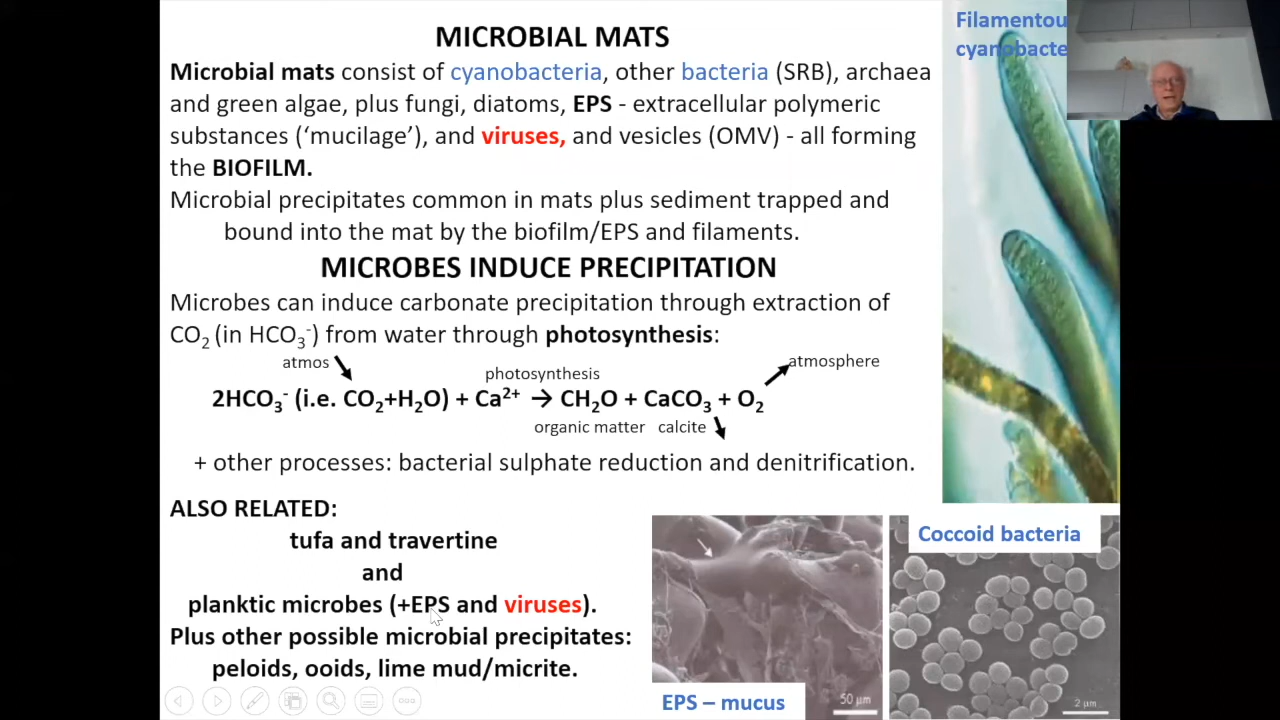 MICROBIAL MATS
Microbial mats consist of cyanobacteria, other bacteria (SRB), archaea
and green algae, plus fungi, diatoms, EPS - extracellular polymeric
substances (‘mucilage’), and viruses, and vesicles (OMV) - all forming
the BIOFILM.
Microbial precipitates common in mats plus sediment trapped and
bound into the mat by the biofilm/EPS and filaments.
MICROBES INDUCE PRECIPITATION
Microbes can induce carbonate precipitation through extraction of
CO₂ (in HCO₃⁻) from water through photosynthesis:
atmos
photosynthesis
atmosphere
2HCO₃⁻ (i.e. CO₂+H₂O) + Ca²⁺ → CH₂O + CaCO₃ + O₂
organic matter calcite
+ other processes: bacterial sulphate reduction and denitrification.
ALSO RELATED:
tufa and travertine
and
planktic microbes (+EPS and viruses).
Plus other possible microbial precipitates:
peloids, ooids, lime mud/micrite.
Filamentou
cyanobacte
EPS – mucus
50 µm
Coccoid bacteria
2 µm